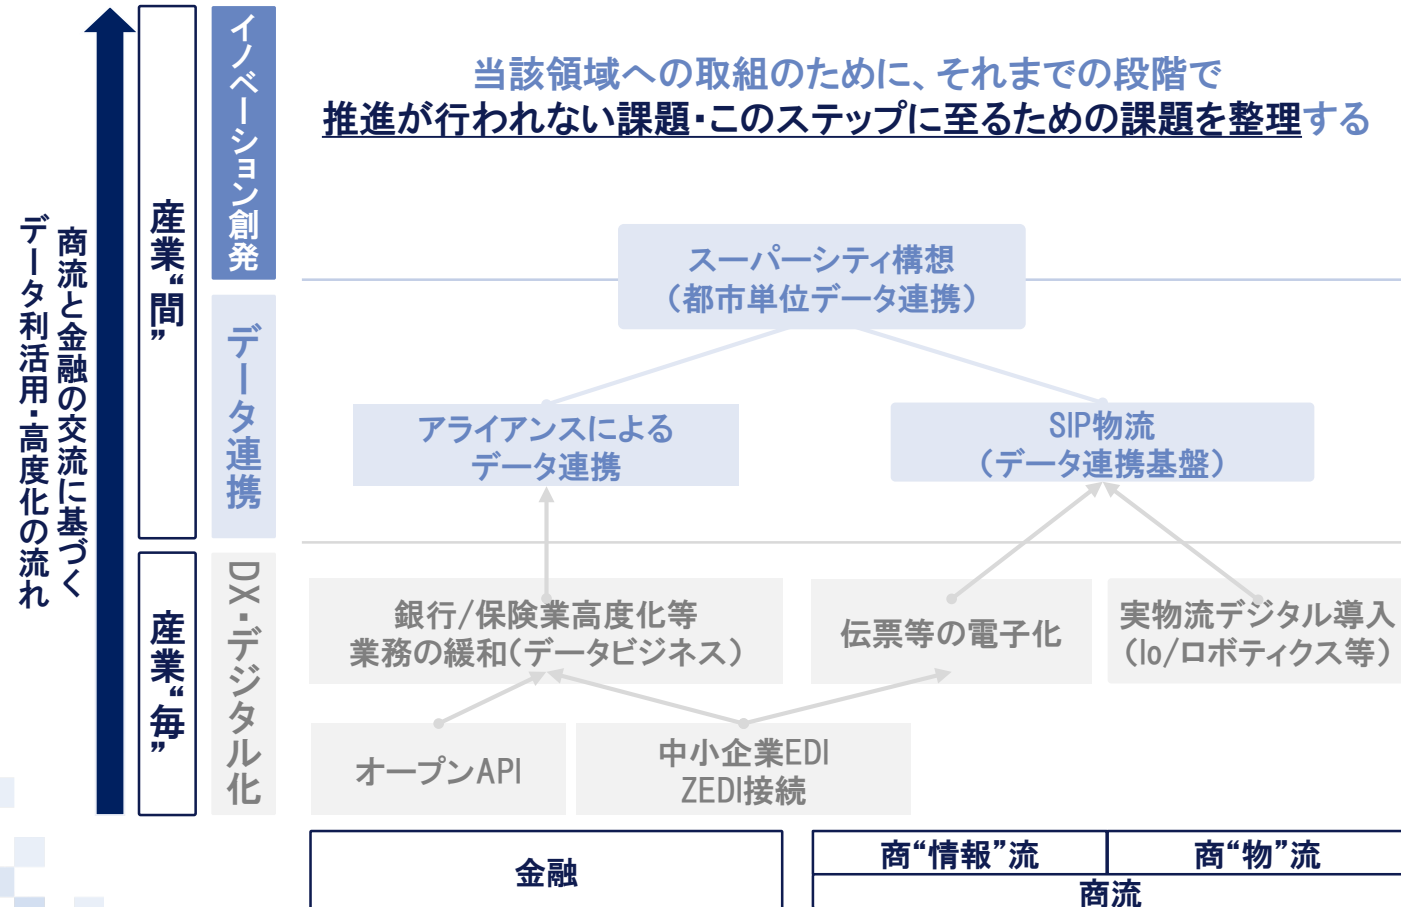 商流と金融の交流に基づく
データ利活用・高度化の流れ
産業“間”
産業“毎”
イノベーション創発
データ連携
DX・デジタル化
当該領域への取組のために、それまでの段階で
推進が行われない課題・このステップに至るための課題を整理する
スーパーシティ構想
（都市単位データ連携）
アライアンスによる
データ連携
SIP物流
（データ連携基盤）
銀行/保険業高度化等
業務の緩和（データビジネス）
伝票等の電子化
実物流デジタル導入
（Io/ロボティクス等）
オープンAPI
中小企業EDI
ZEDI接続
金融
商“情報”流
商“物”流
商流